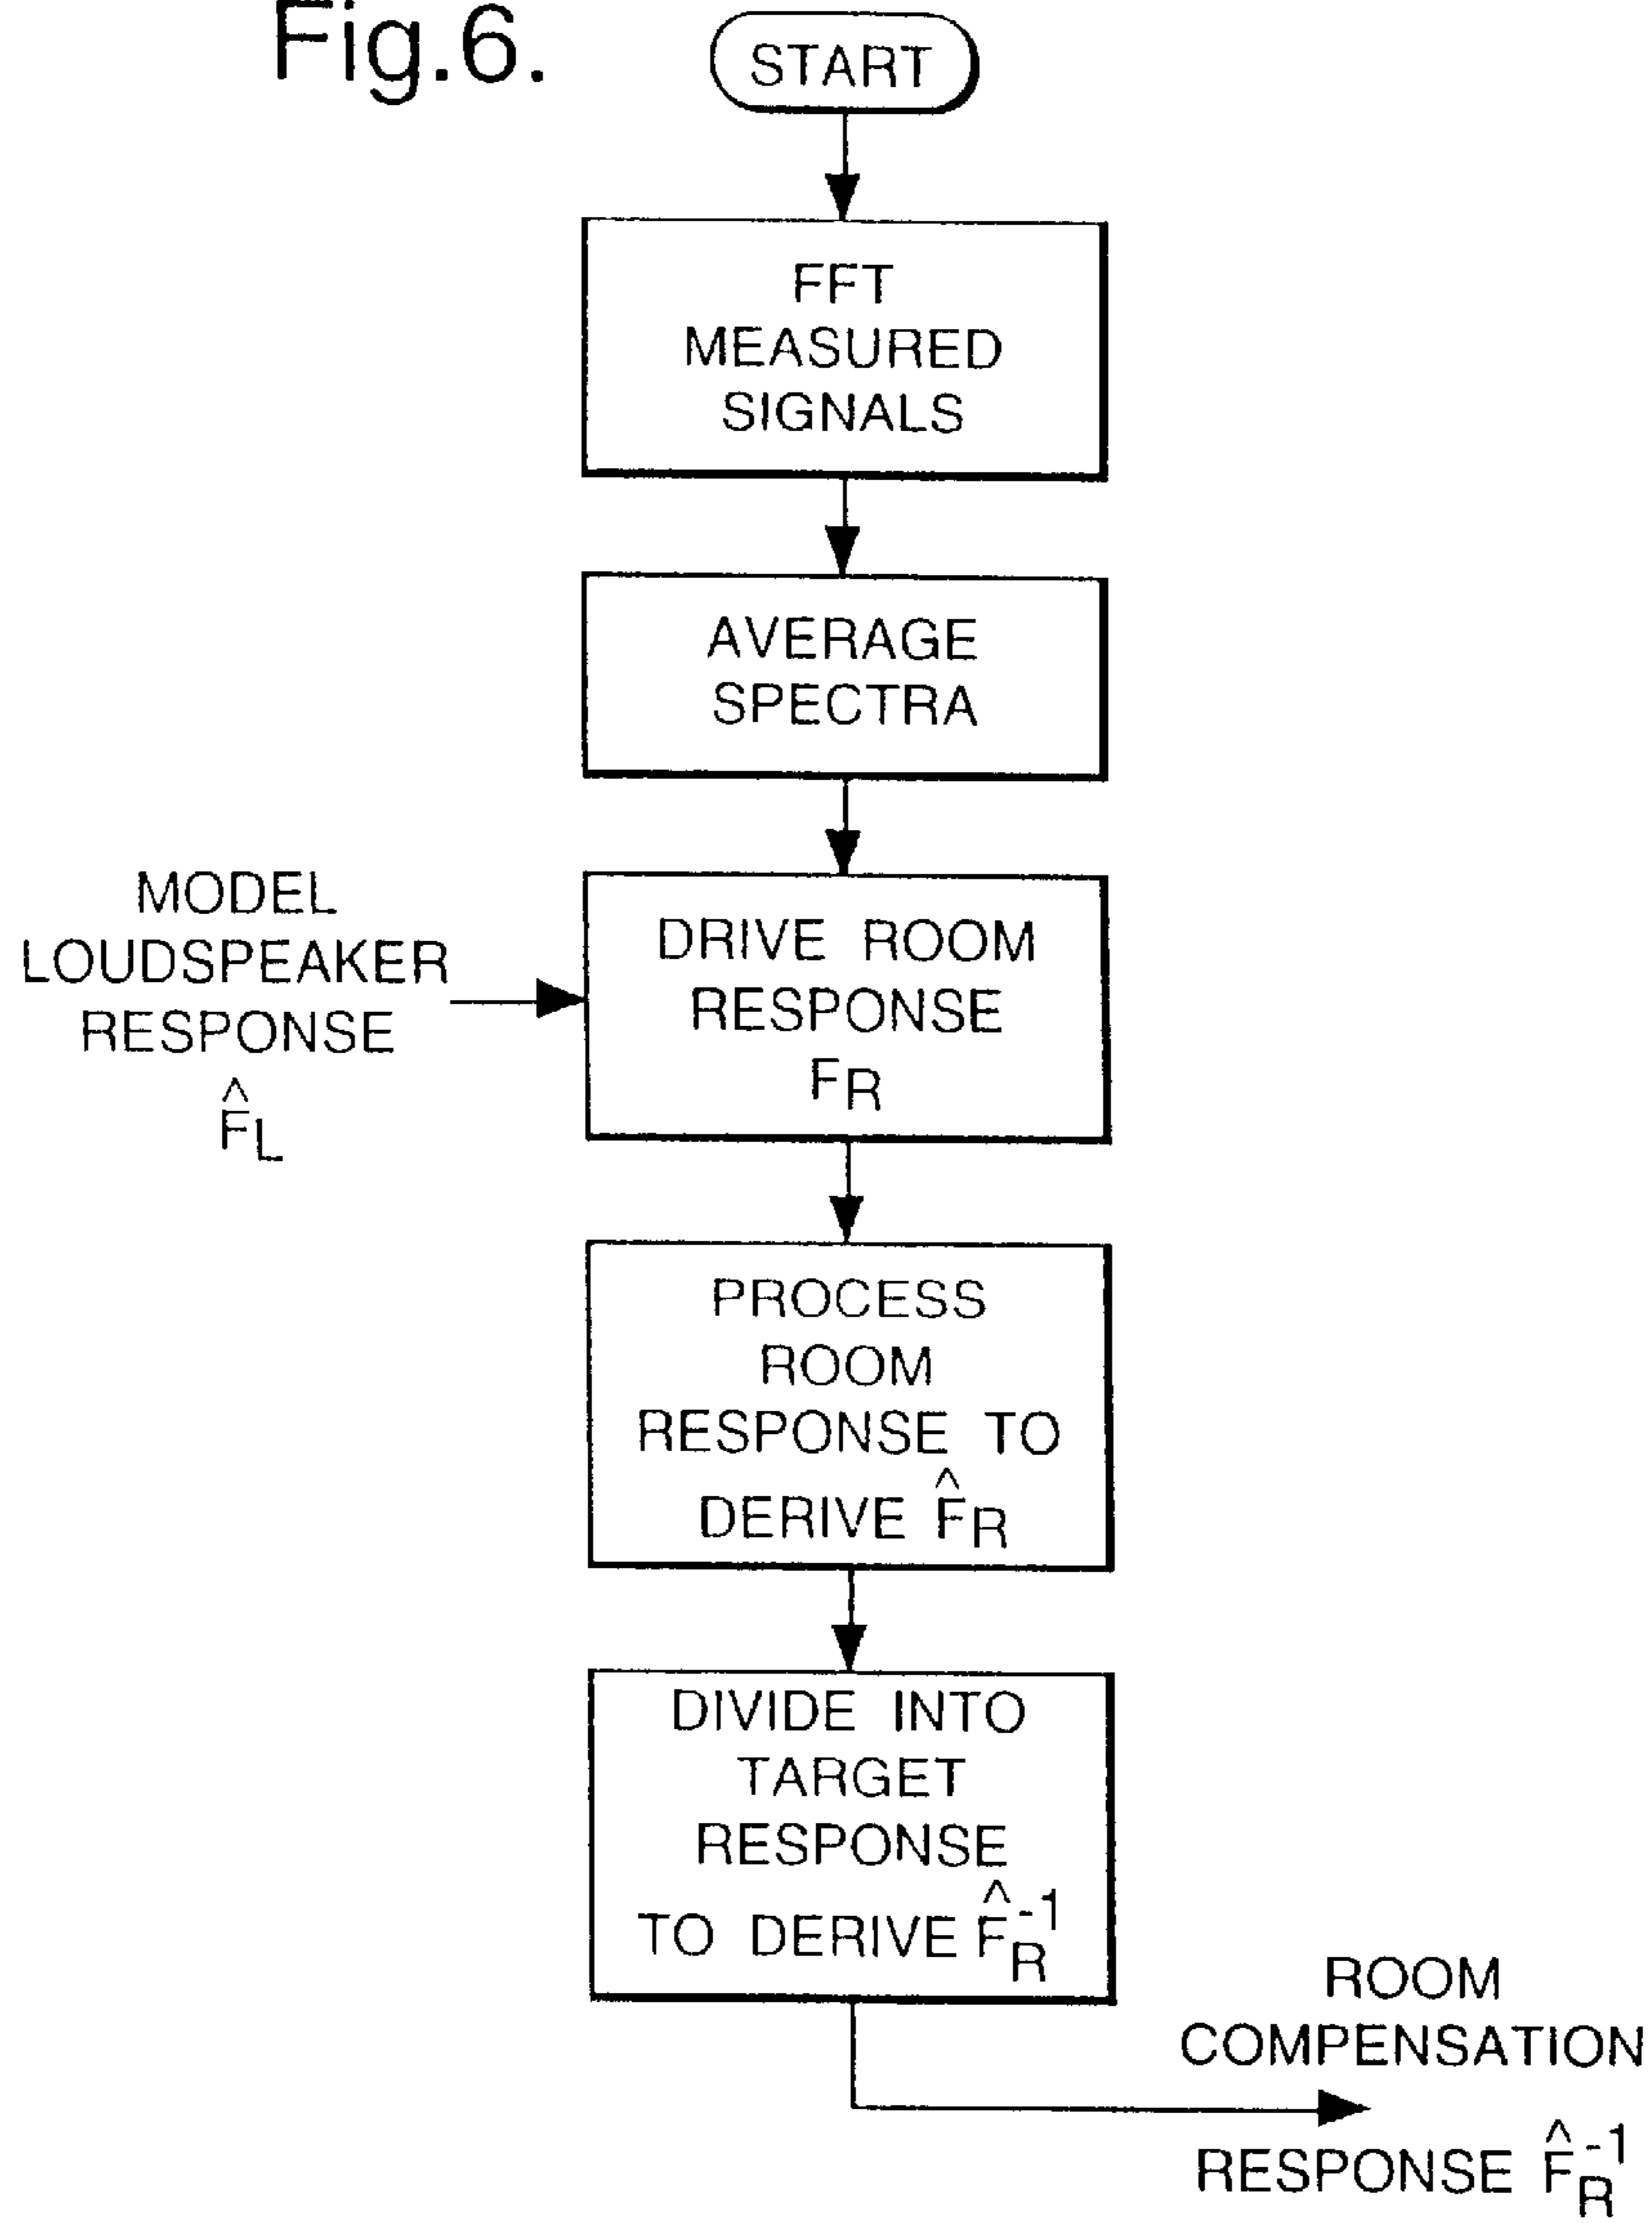 Fig.6.
START
FFT
MEASURED
SIGNALS
AVERAGE
SPECTRA
MODEL
LOUDSPEAKER
RESPONSE
F̂L
DRIVE ROOM
RESPONSE
FR
PROCESS
ROOM
RESPONSE TO
DERIVE F̂R
DIVIDE INTO
TARGET
RESPONSE
TO DERIVE F̂R⁻¹
ROOM
COMPENSATION
RESPONSE F̂R⁻¹